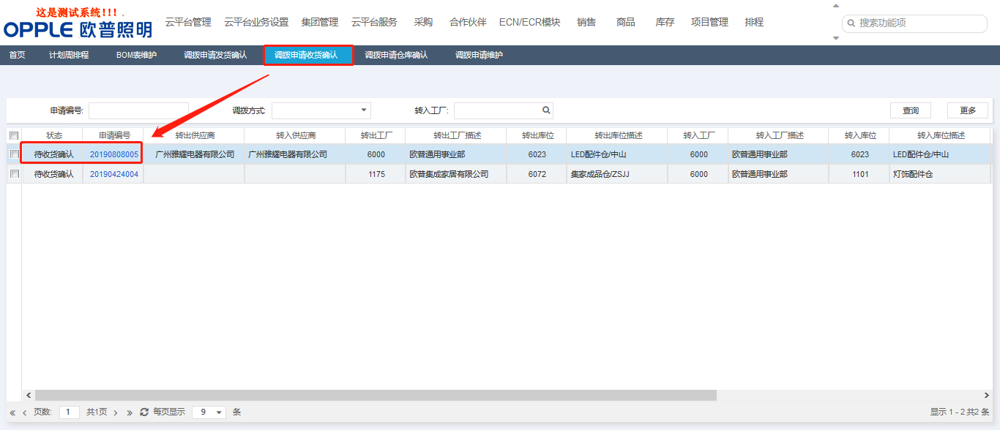 这是测试系统!!!
OPPLE 欧普照明
云平台管理 云平台业务设置 集团管理 云平台服务 采购 合作伙伴 ECN/ECR模块 销售 商品 库存 项目管理 排程 搜索功能项
首页 计划周排程 BOM表维护 调拨申请发货确认 调拨申请收货确认 调拨申请仓库确认 调拨申请维护
申请编号: 调拨方式: 转入工厂: 查询 更多
状态 申请编号 转出供应商 转入供应商 转出工厂 转出工厂描述 转出库位 转出库位描述 转入工厂 转入工厂描述 转入库位 转入库位描述
待收货确认 20190808005 广州雅耀电器有限公司 广州雅耀电器有限公司 6000 欧普通用事业部 6023 LED配件仓/中山 6000 欧普通用事业部 6023 LED配件仓/中山
待收货确认 20190424004 1175 欧普集成家居有限公司 6072 集家成品仓/ZSJJ 6000 欧普通用事业部 1101 灯饰配件仓
页数: 1 共1页 每页显示 9 条 显示 1 - 2 共2 条